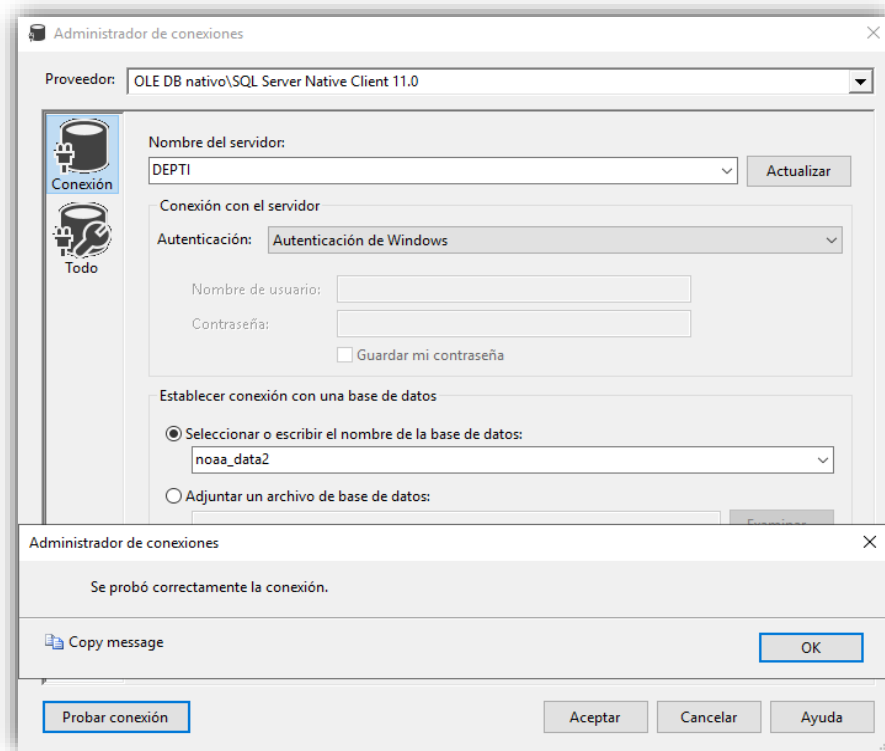 Administrador de conexiones
Proveedor: OLE DB nativo\SQL Server Native Client 11.0
Conexión
Todo
Nombre del servidor:
DEPTI
Actualizar
Conexión con el servidor
Autenticación: Autenticación de Windows
Nombre de usuario:
Contraseña:
Guardar mi contraseña
Establecer conexión con una base de datos
Seleccionar o escribir el nombre de la base de datos:
noaa_data2
Adjuntar un archivo de base de datos:
Administrador de conexiones
Se probó correctamente la conexión.
Copy message
OK
Probar conexión
Aceptar
Cancelar
Ayuda